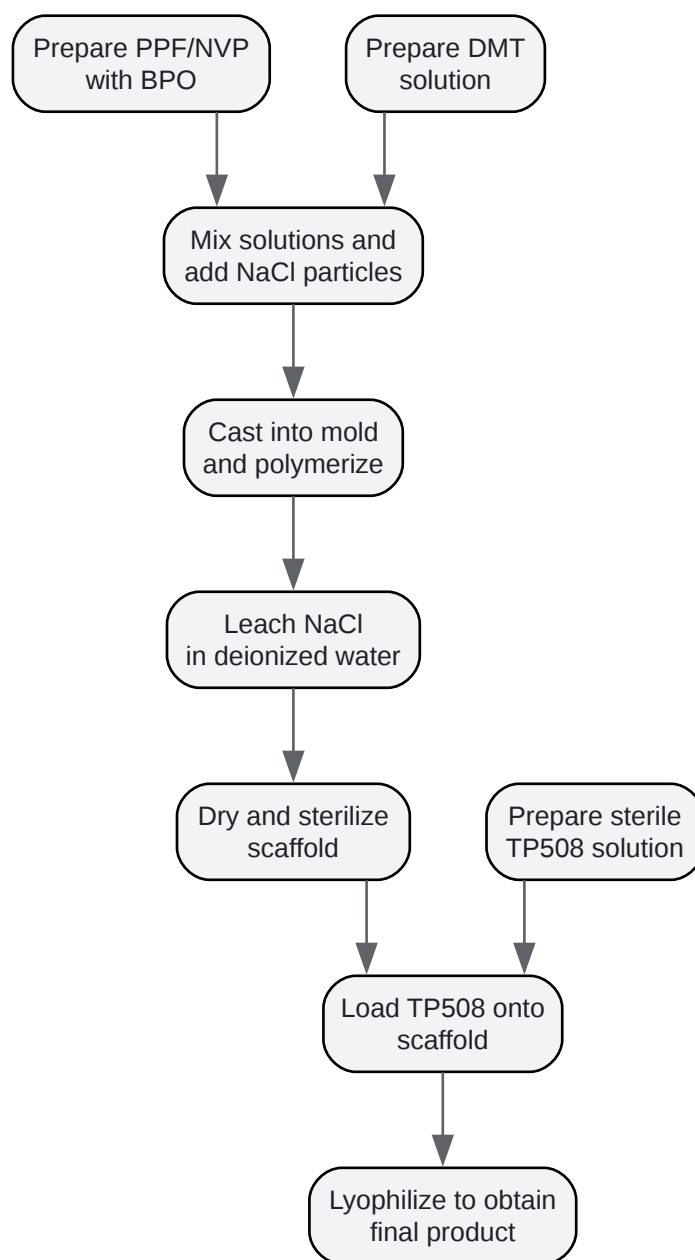 Prepare PPF/NVP
with BPO
Prepare DMT
solution
Mix solutions and
add NaCl particles
Cast into mold
and polymerize
Leach NaCl
in deionized water
Dry and sterilize
scaffold
Prepare sterile
TP508 solution
Load TP508 onto
scaffold
Lyophilize to obtain
final product